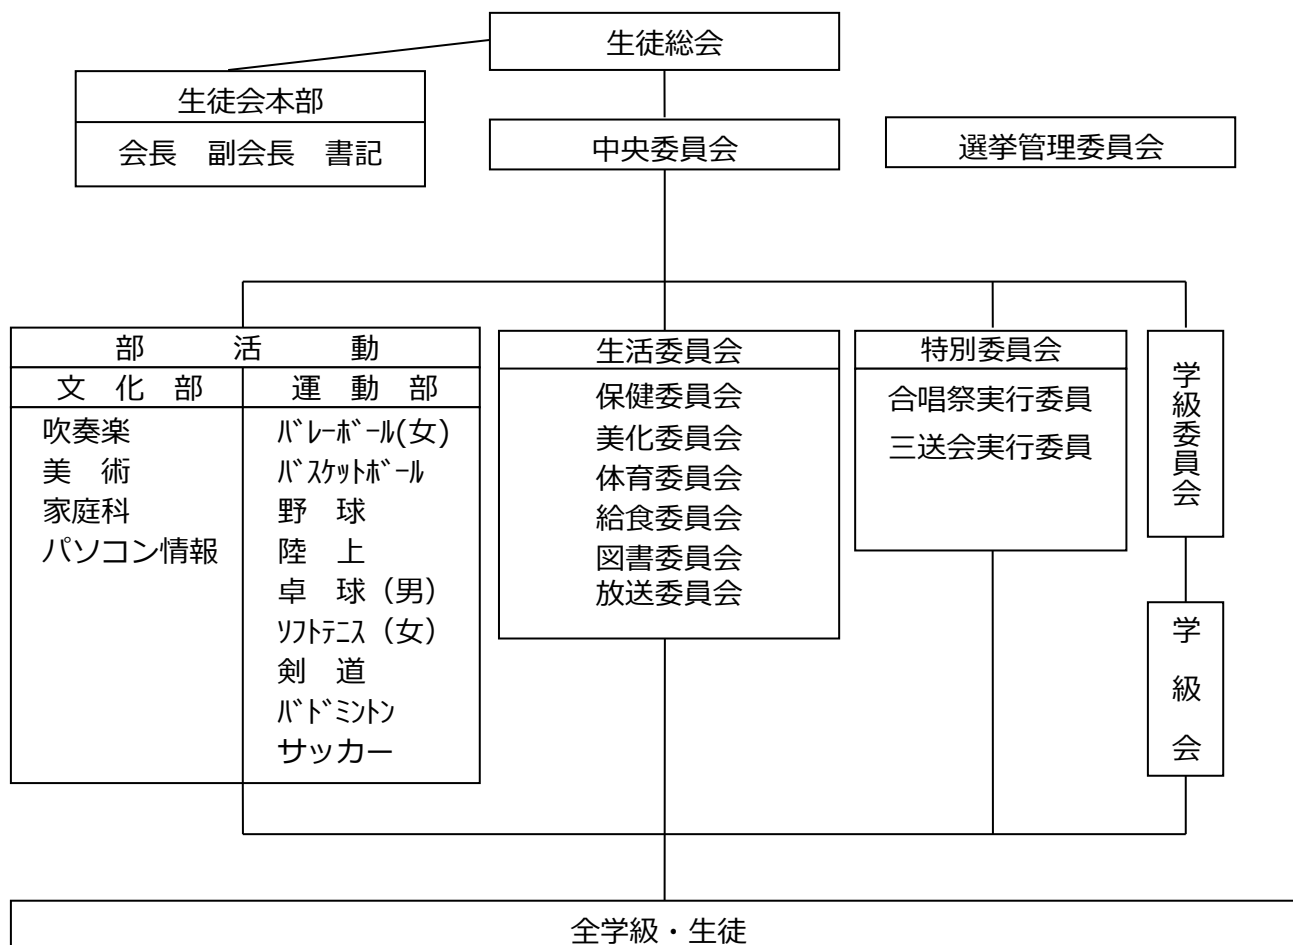 生徒総会
生徒会本部
会長　副会長　書記
中央委員会
選挙管理委員会
部　活　動
文　化　部
吹奏楽
美　術
家庭科
パソコン情報
運　動　部
ﾊﾞﾚｰﾎﾞｰﾙ(女)
ﾊﾞｽｹｯﾄﾎﾞｰﾙ
野　球
陸　上
卓　球（男）
ｿﾌﾄﾃﾆｽ（女）
剣　道
ﾊﾞﾄﾞﾐﾝﾄﾝ
サッカー
生活委員会
保健委員会
美化委員会
体育委員会
給食委員会
図書委員会
放送委員会
特別委員会
合唱祭実行委員
三送会実行委員
学級委員会
学級会
全学級・生徒